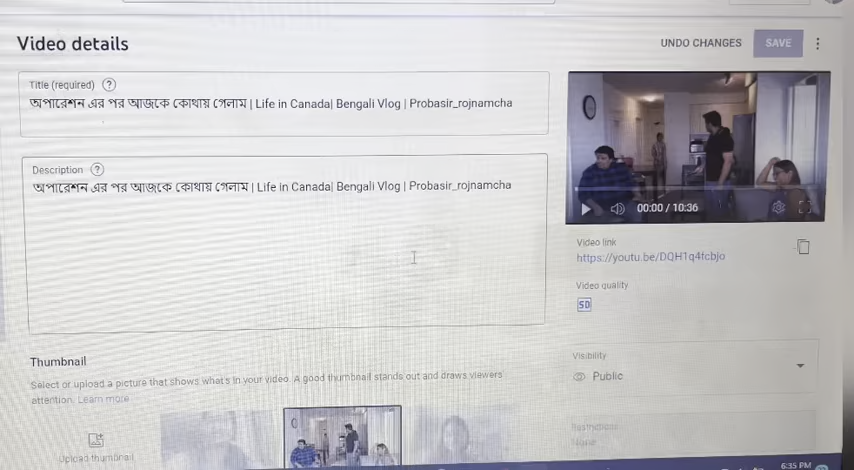 Video details
UNDO CHANGES
SAVE
Title (required)
অপারেশন এর পর আজকে কোথায় গেলাম | Life in Canada| Bengali Vlog | Probasir_rojnamcha
Description
অপারেশন এর পর আজকে কোথায় গেলাম | Life in Canada| Bengali Vlog | Probasir_rojnamcha
00:00 / 10:36
Video link
https://youtu.be/DQH1q4fcbjo
Video quality
SD
Thumbnail
Select or upload a picture that shows what's in your video. A good thumbnail stands out and draws viewers'
attention. Learn more
Visibility
Public
Upload thumbnail
Restrictions
None
6:35 PM